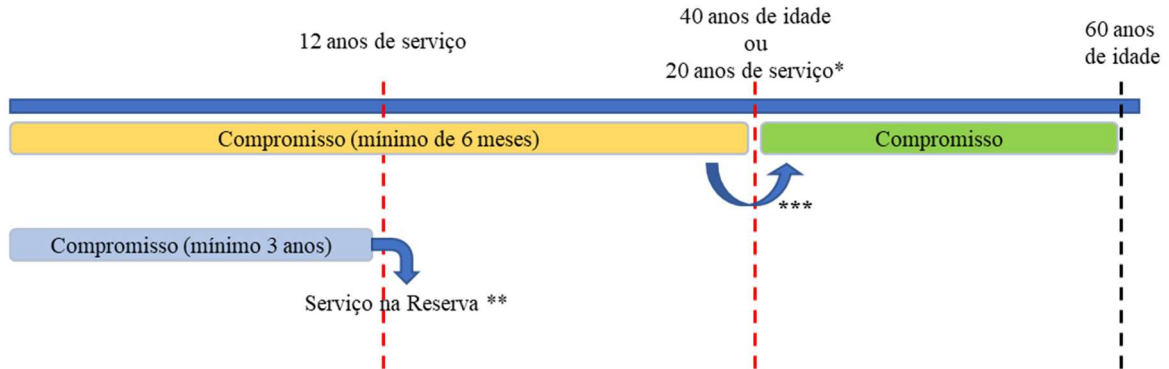 12 anos de serviço
40 anos de idade
ou
20 anos de serviço*
60 anos
de idade
Compromisso (mínimo de 6 meses)
Compromisso
***
Compromisso (mínimo 3 anos)
Serviço na Reserva **